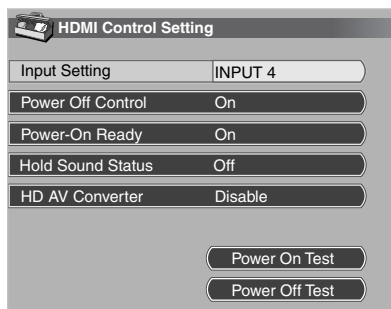 HDMI Control Setting
Input Setting INPUT 4
Power Off Control On
Power-On Ready On
Hold Sound Status Off
HD AV Converter Disable
Power On Test
Power Off Test